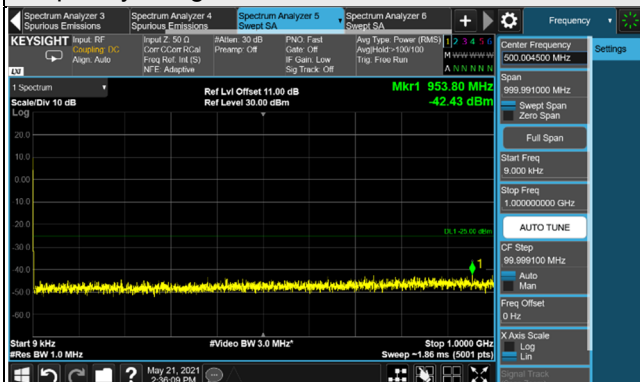 Spectrum Analyzer 3
Spurious Emissions
Spectrum Analyzer 4
Spurious Emissions
Spectrum Analyzer 5
Swept SA
Spectrum Analyzer 6
Swept SA
+
Frequency
KEYSIGHT
Input: RF
Coupling: DC
Align: Auto
Input Z: 50 Ω
Corr CCorr RCal
Freq Ref: Int (S)
NFE: Adaptive
#Atten: 30 dB
Preamp: Off
PNO: Fast
Gate: Off
IF Gain: Low
Sig Track: Off
Avg Type: Power (RMS)
Avg|Hold:>100/100
Trig: Free Run
1 2 3 4 5 6
M W W W W W
A N N N N N
LXI
1 Spectrum
Scale/Div 10 dB
Log
Ref Lvl Offset 11.00 dB
Ref Level 30.00 dBm
Mkr1 953.80 MHz
-42.43 dBm
20.0
10.0
0.00
-10.0
-20.0
-30.0
-40.0
-50.0
-60.0
DL1 -25.00 dBm
1
Start 9 kHz
#Res BW 1.0 MHz
#Video BW 3.0 MHz*
Stop 1.0000 GHz
Sweep ~1.86 ms (5001 pts)
May 21, 2021
2:36:09 PM
Center Frequency
500.004500 MHz
Span
999.991000 MHz
Swept Span
Zero Span
Full Span
Start Freq
9.000 kHz
Stop Freq
1.000000000 GHz
AUTO TUNE
CF Step
99.999100 MHz
Auto
Man
Freq Offset
0 Hz
X Axis Scale
Log
Lin
Signal Track
Settings